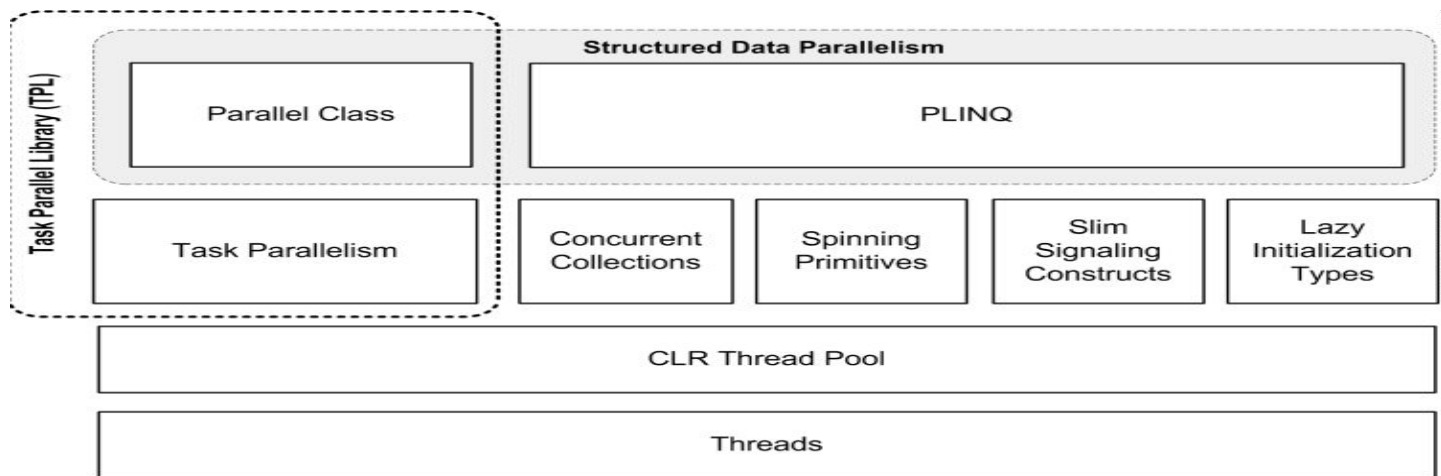 Structured Data Parallelism
Task Parallel Library (TPL)
Parallel Class
PLINQ
Task Parallelism
Concurrent
Collections
Spinning
Primitives
Slim
Signaling
Constructs
Lazy
Initialization
Types
CLR Thread Pool
Threads